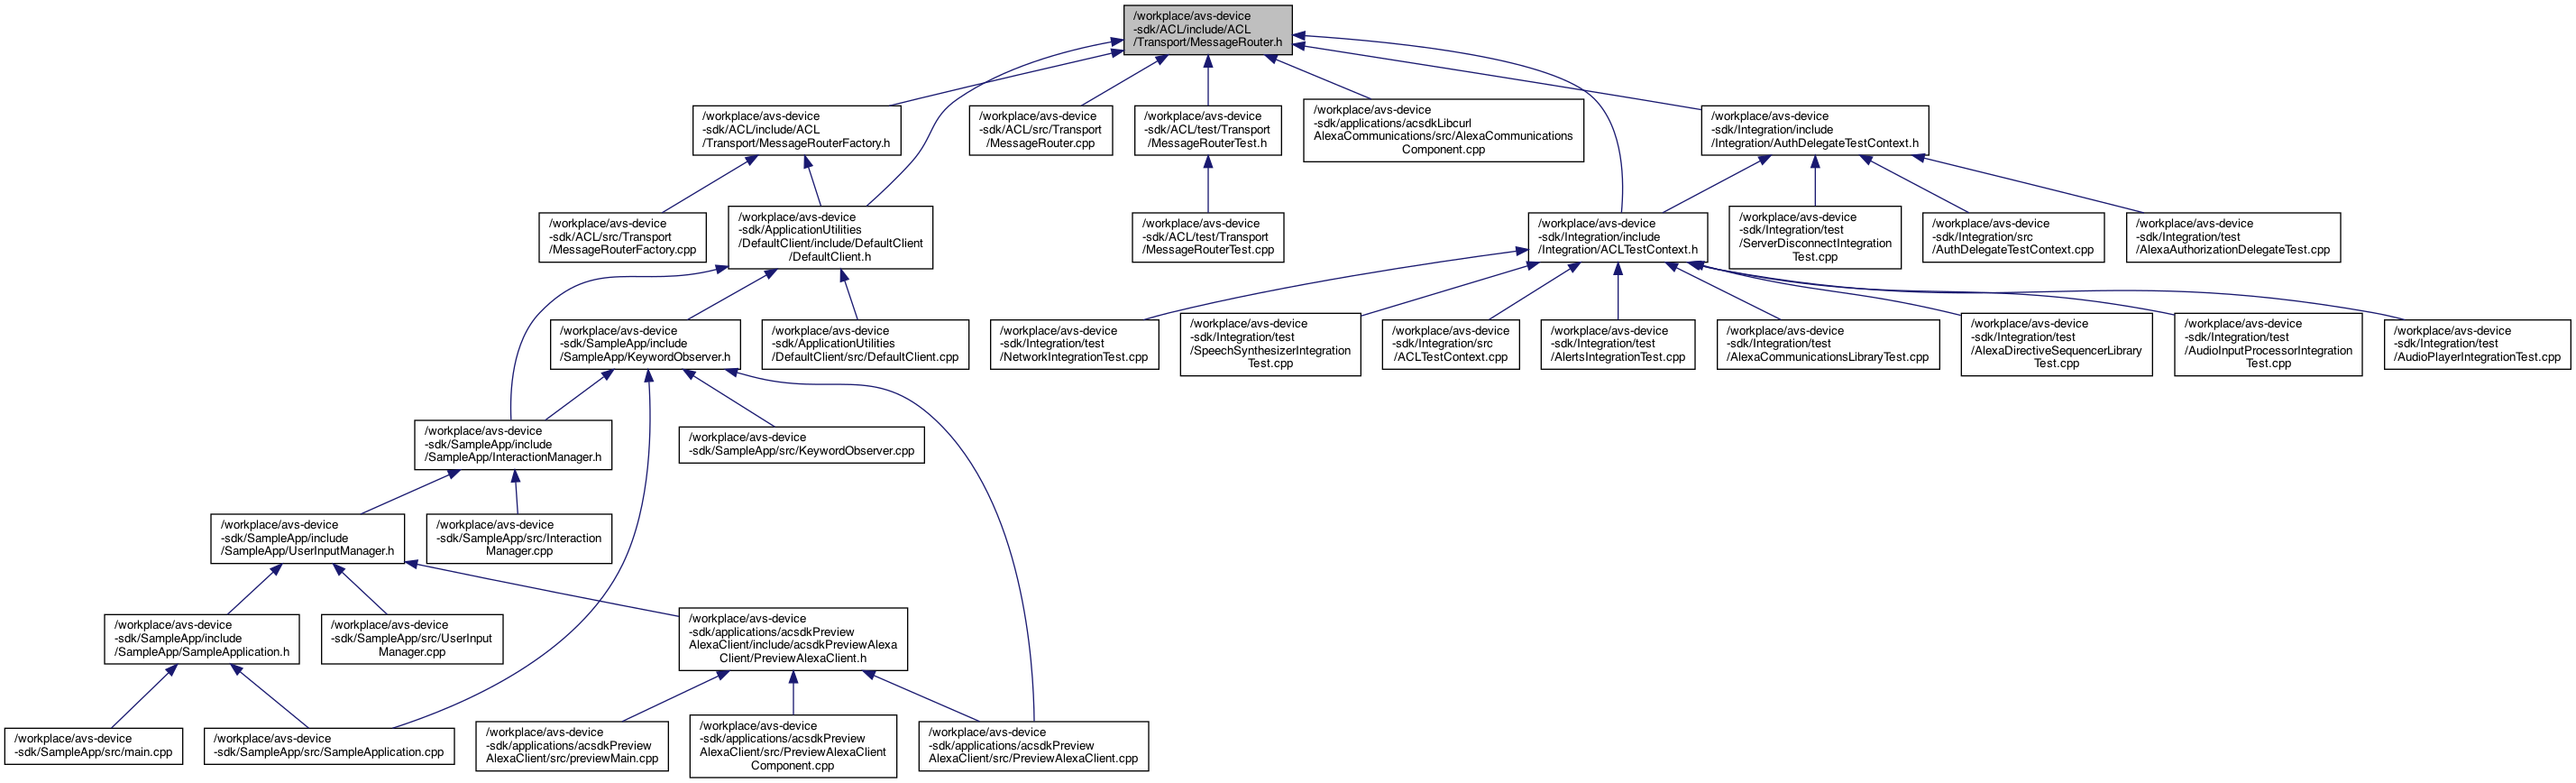 /workplace/avs-device
-sdk/ACL/include/ACL
/Transport/MessageRouter.h
/workplace/avs-device
-sdk/ACL/include/ACL
/Transport/MessageRouterFactory.h
/workplace/avs-device
-sdk/ACL/src/Transport
/MessageRouter.cpp
/workplace/avs-device
-sdk/ACL/test/Transport
/MessageRouterTest.h
/workplace/avs-device
-sdk/applications/acsdkLibcurl
AlexaCommunications/src/AlexaCommunications
Component.cpp
/workplace/avs-device
-sdk/Integration/include
/Integration/AuthDelegateTestContext.h
/workplace/avs-device
-sdk/ACL/src/Transport
/MessageRouterFactory.cpp
/workplace/avs-device
-sdk/ApplicationUtilities
/DefaultClient/include/DefaultClient
/DefaultClient.h
/workplace/avs-device
-sdk/ACL/test/Transport
/MessageRouterTest.cpp
/workplace/avs-device
-sdk/Integration/include
/Integration/ACLTestContext.h
/workplace/avs-device
-sdk/Integration/test
/ServerDisconnectIntegration
Test.cpp
/workplace/avs-device
-sdk/Integration/src
/AuthDelegateTestContext.cpp
/workplace/avs-device
-sdk/Integration/test
/AlexaAuthorizationDelegateTest.cpp
/workplace/avs-device
-sdk/SampleApp/include
/SampleApp/KeywordObserver.h
/workplace/avs-device
-sdk/ApplicationUtilities
/DefaultClient/src/DefaultClient.cpp
/workplace/avs-device
-sdk/Integration/test
/NetworkIntegrationTest.cpp
/workplace/avs-device
-sdk/Integration/test
/SpeechSynthesizerIntegration
Test.cpp
/workplace/avs-device
-sdk/Integration/src
/ACLTestContext.cpp
/workplace/avs-device
-sdk/Integration/test
/AlertsIntegrationTest.cpp
/workplace/avs-device
-sdk/Integration/test
/AlexaCommunicationsLibraryTest.cpp
/workplace/avs-device
-sdk/Integration/test
/AlexaDirectiveSequencerLibrary
Test.cpp
/workplace/avs-device
-sdk/Integration/test
/AudioInputProcessorIntegration
Test.cpp
/workplace/avs-device
-sdk/Integration/test
/AudioPlayerIntegrationTest.cpp
/workplace/avs-device
-sdk/SampleApp/include
/SampleApp/InteractionManager.h
/workplace/avs-device
-sdk/SampleApp/src/KeywordObserver.cpp
/workplace/avs-device
-sdk/SampleApp/include
/SampleApp/UserInputManager.h
/workplace/avs-device
-sdk/SampleApp/src/Interaction
Manager.cpp
/workplace/avs-device
-sdk/SampleApp/include
/SampleApp/SampleApplication.h
/workplace/avs-device
-sdk/SampleApp/src/UserInput
Manager.cpp
/workplace/avs-device
-sdk/applications/acsdkPreview
AlexaClient/include/acsdkPreviewAlexa
Client/PreviewAlexaClient.h
/workplace/avs-device
-sdk/SampleApp/src/main.cpp
/workplace/avs-device
-sdk/SampleApp/src/SampleApplication.cpp
/workplace/avs-device
-sdk/applications/acsdkPreview
AlexaClient/src/previewMain.cpp
/workplace/avs-device
-sdk/applications/acsdkPreview
AlexaClient/src/PreviewAlexaClient
Component.cpp
/workplace/avs-device
-sdk/applications/acsdkPreview
AlexaClient/src/PreviewAlexaClient.cpp